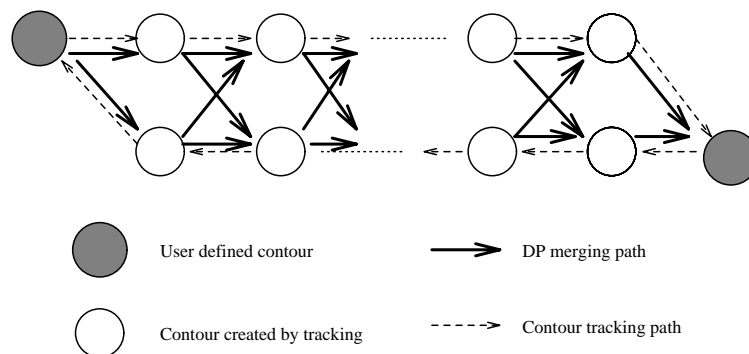 User defined contour
DP merging path
Contour created by tracking
Contour tracking path